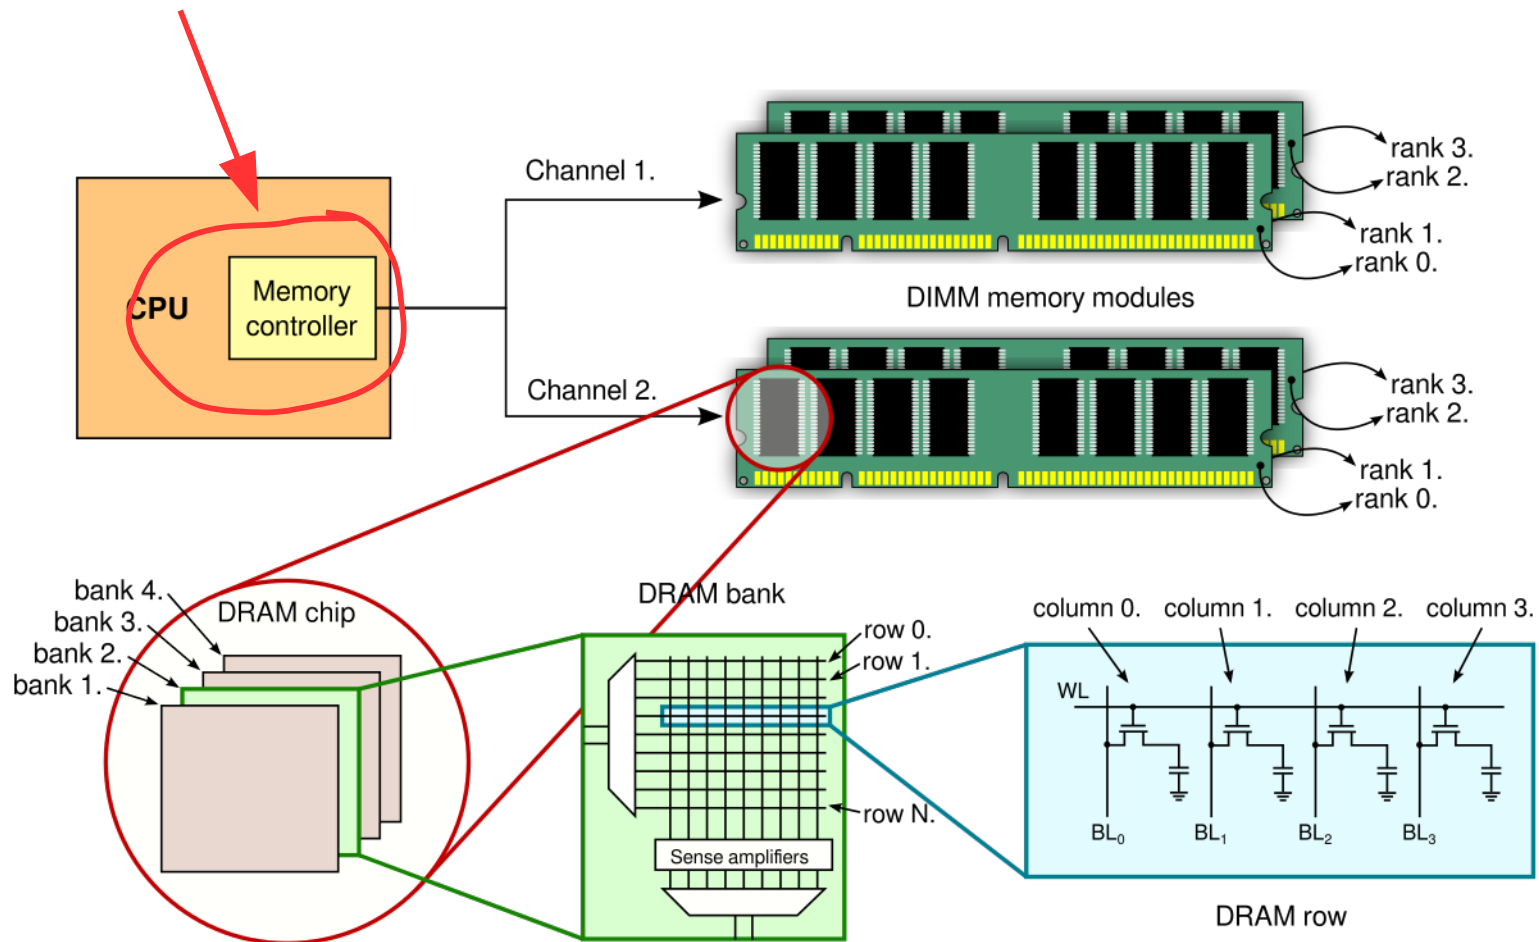 Channel 1.
rank 3.
rank 2.
rank 1.
rank 0.
CPU
Memory
controller
DIMM memory modules
Channel 2.
rank 3.
rank 2.
rank 1.
rank 0.
bank 4.
bank 3.
bank 2.
bank 1.
DRAM chip
DRAM bank
row 0.
row 1.
row N.
Sense amplifiers
column 0. column 1. column 2. column 3.
WL
BL₀ BL₁ BL₂ BL₃
DRAM row